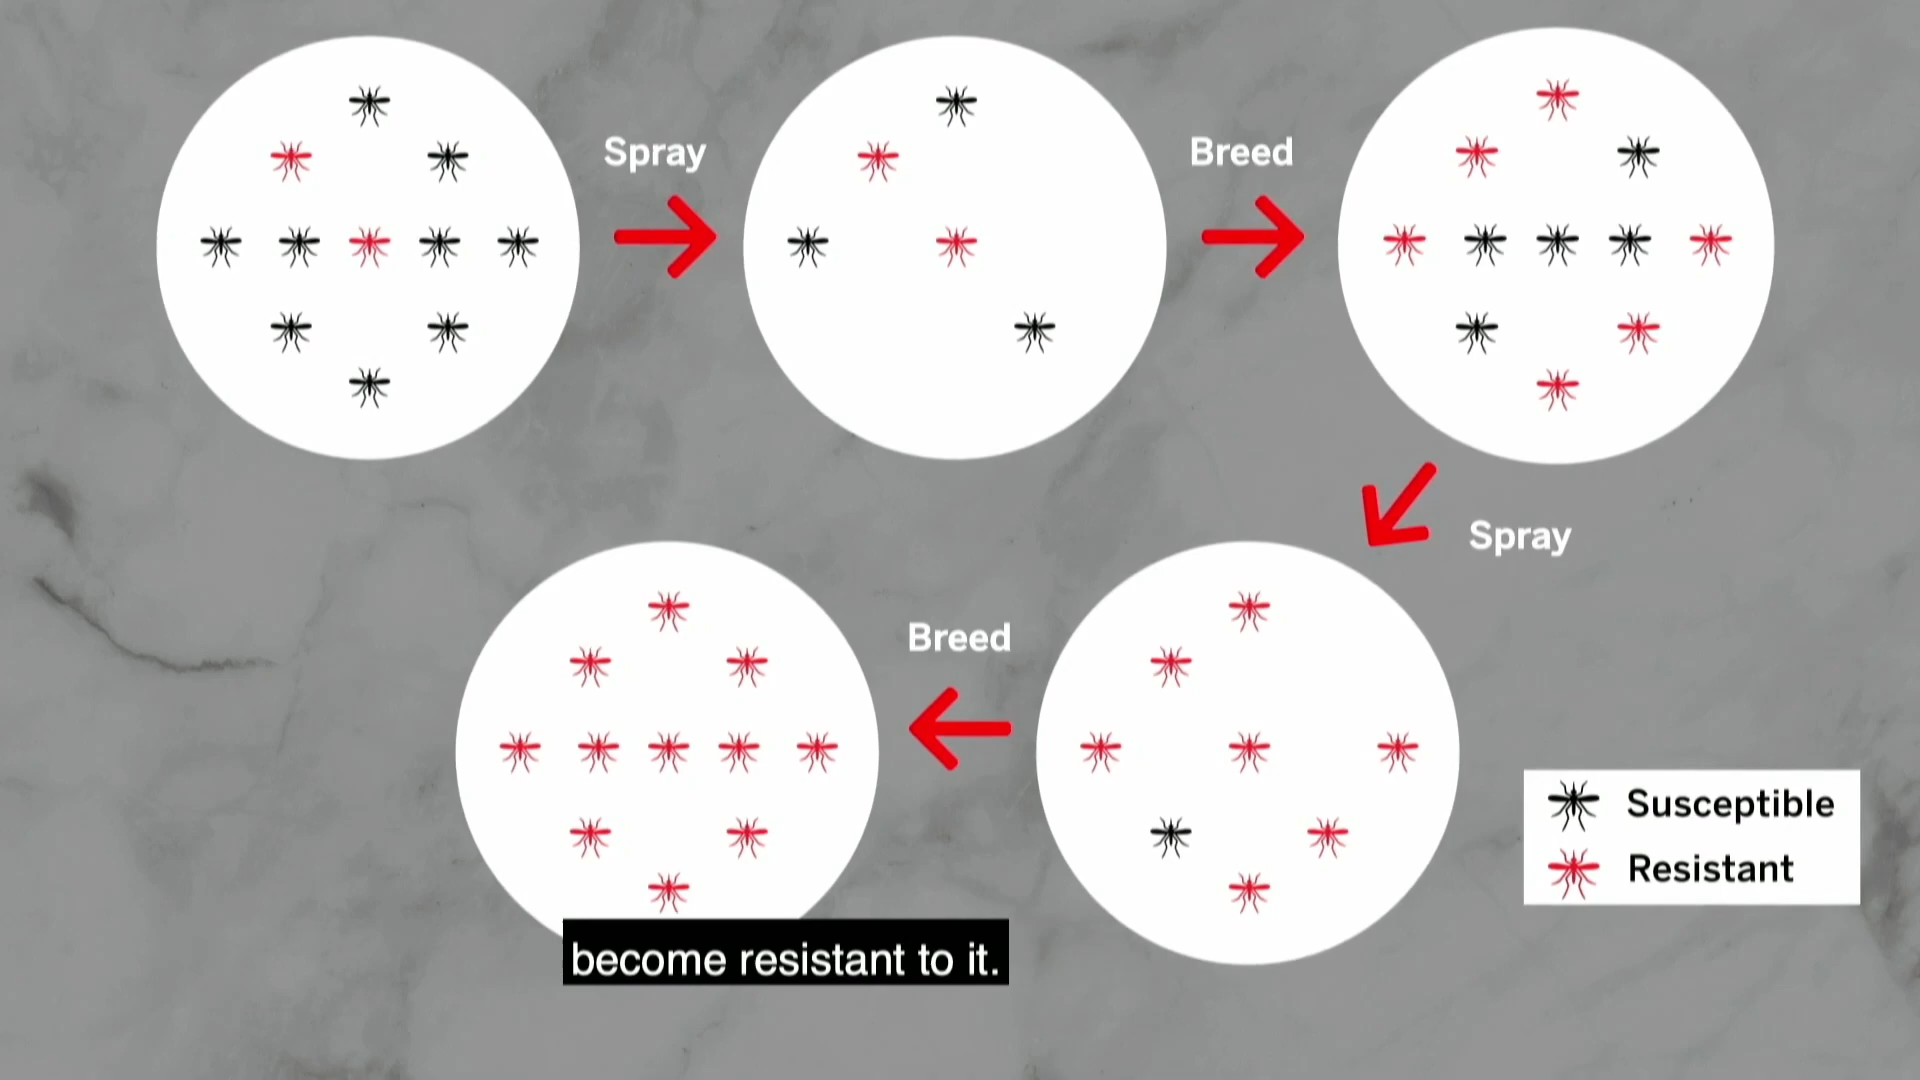 Spray
Breed
Spray
Breed
Susceptible
Resistant
become resistant to it.